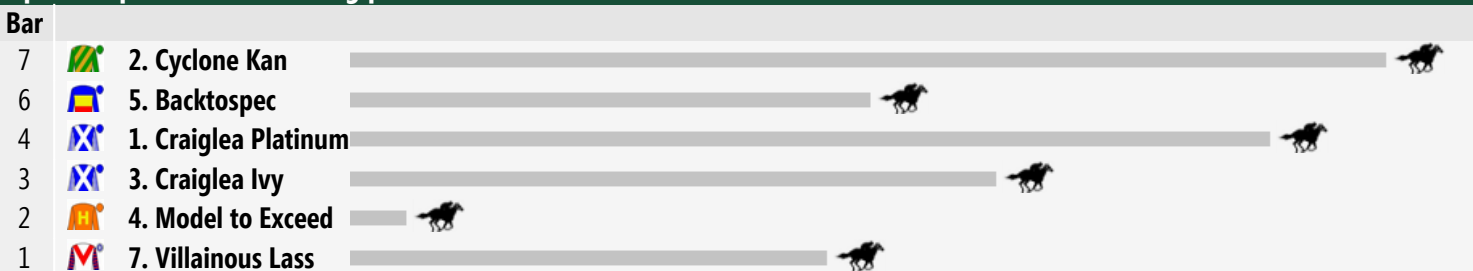 Bar
7 2. Cyclone Kan
6 5. Backtospec
4 1. Craiglea Platinum
3 3. Craiglea Ivy
2 H 4. Model to Exceed
1 7. Villainous Lass